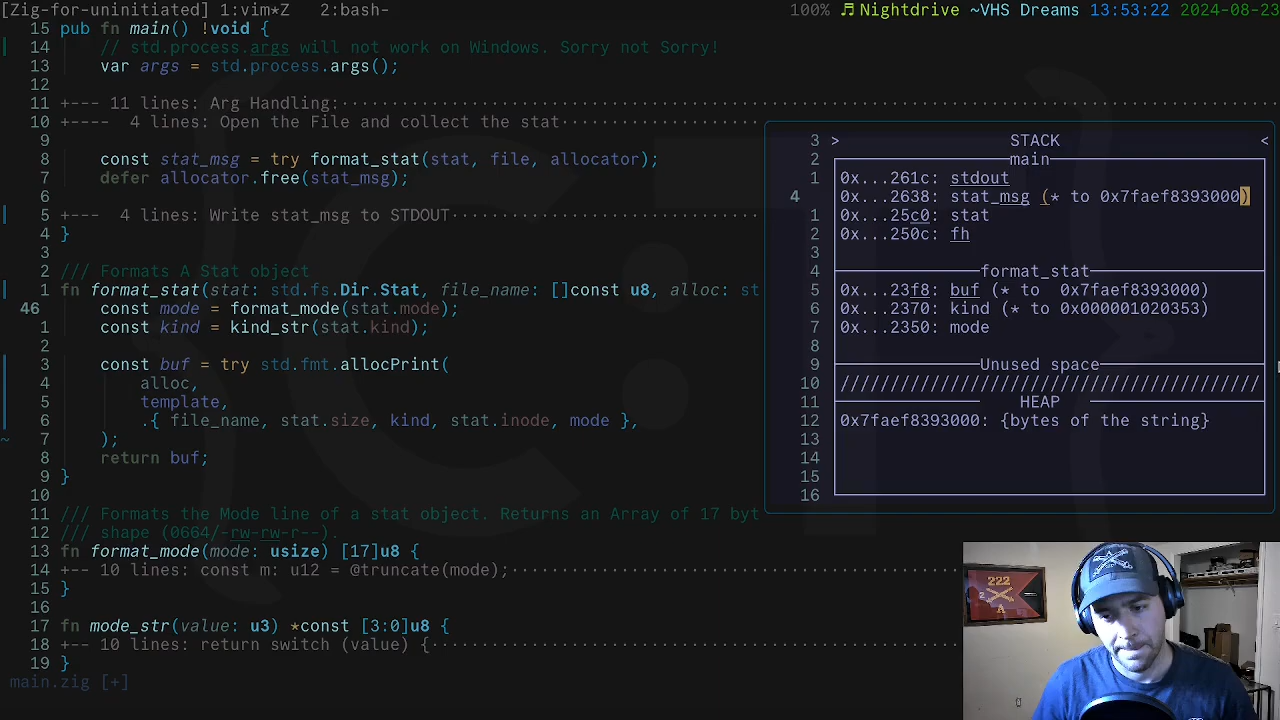 [Zig-for-uninitiated] 1:vim*Z 2:bash- 100% ♬Nightdrive ~VHS Dreams 13:53:22 2024-08-23
15 pub fn main() !void {
14 // std.process.args will not work on Windows. Sorry not Sorry!
13 var args = std.process.args();
12
11 +--- 11 lines: Arg Handling:
10 +---- 4 lines: Open the File and collect the stat
9
8 const stat_msg = try format_stat(stat, file, allocator);
7 defer allocator.free(stat_msg);
6
5 +--- 4 lines: Write stat_msg to STDOUT
4 }
3
2 /// Formats A Stat object
1 fn format_stat(stat: std.fs.Dir.Stat, file_name: []const u8, alloc: st
46 const mode = format_mode(stat.mode);
1 const kind = kind_str(stat.kind);
2
3 const buf = try std.fmt.allocPrint(
4 alloc,
5 template,
6 .{ file_name, stat.size, kind, stat.inode, mode },
~ 7 );
8 return buf;
9 }
10
11 /// Formats the Mode line of a stat object. Returns an Array of 17 byt
12 /// shape (0664/-rw-rw-r--).
13 fn format_mode(mode: usize) [17]u8 {
14 +-- 10 lines: const m: u12 = @truncate(mode);
15 }
16
17 fn mode_str(value: u3) *const [3:0]u8 {
18 +-- 10 lines: return switch (value) {
19 }
main.zig [+]
3 > STACK <
2 main
1 0x...261c: stdout
4 0x...2638: stat_msg (* to 0x7faef8393000)
1 0x...25c0: stat
2 0x...250c: fh
3
4 format_stat
5 0x...23f8: buf (* to 0x7faef8393000)
6 0x...2370: kind (* to 0x000001020353)
7 0x...2350: mode
8
9 Unused space
10 //////////////////////////////////////////
11 HEAP
12 0x7faef8393000: {bytes of the string}
13
14
15
16
222
2
A